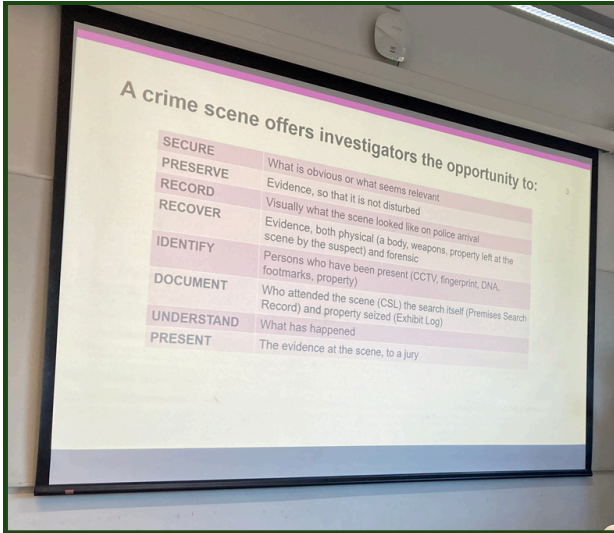 A crime scene offers investigators the opportunity to:
3
SECURE What is obvious or what seems relevant
PRESERVE Evidence, so that it is not disturbed
RECORD Visually what the scene looked like on police arrival
RECOVER Evidence, both physical (a body, weapons, property left at the
scene by the suspect) and forensic
IDENTIFY Persons who have been present (CCTV, fingerprint, DNA,
footmarks, property)
DOCUMENT Who attended the scene (CSL) the search itself (Premises Search
Record) and property seized (Exhibit Log)
UNDERSTAND What has happened
PRESENT The evidence at the scene, to a jury